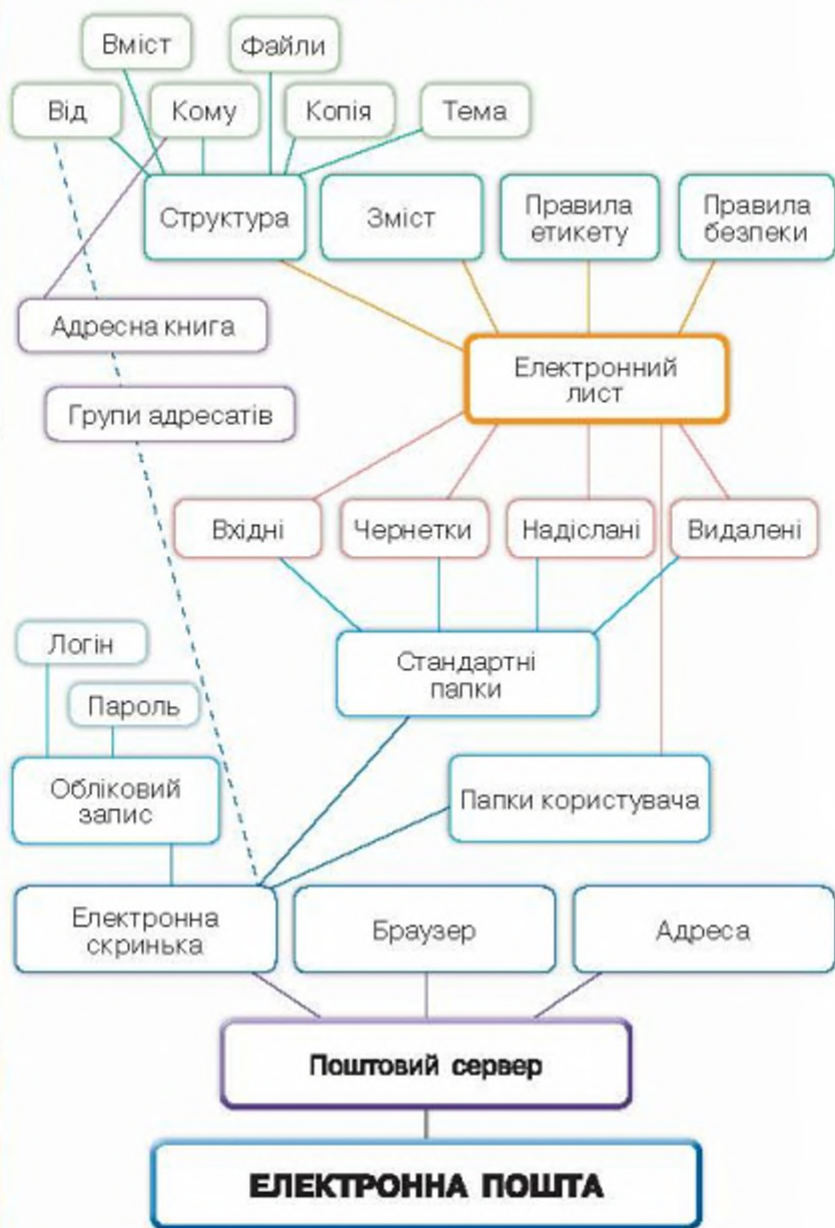 Вміст
Файли
Від
Кому
Копія
Тема
Структура
Зміст
Правила
етикету
Правила
безпеки
Адресна книга
Електронний
лист
Групи адресатів
Вхідні
Чернетки
Надіслані
Видалені
Логін
Стандартні
папки
Пароль
Обліковий
запис
Папки користувача
Електронна
скринька
Браузер
Адреса
Поштовий сервер
ЕЛЕКТРОННА ПОШТА